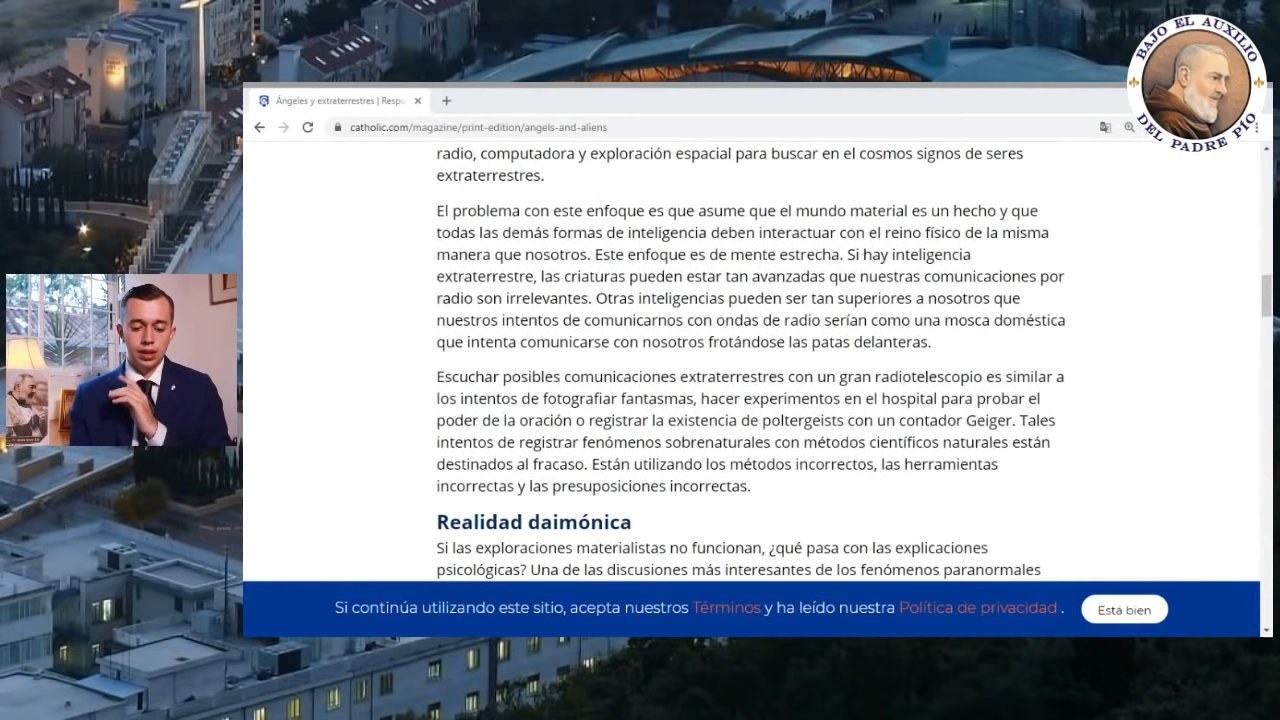 BAJO EL AUXILIO
DEL PADRE PÍO
Ángeles y extraterrestres | Respu
catholic.com/magazine/print-edition/angels-and-aliens
radio, computadora y exploración espacial para buscar en el cosmos signos de seres
extraterrestres.
El problema con este enfoque es que asume que el mundo material es un hecho y que
todas las demás formas de inteligencia deben interactuar con el reino físico de la misma
manera que nosotros. Este enfoque es de mente estrecha. Si hay inteligencia
extraterrestre, las criaturas pueden estar tan avanzadas que nuestras comunicaciones por
radio son irrelevantes. Otras inteligencias pueden ser tan superiores a nosotros que
nuestros intentos de comunicarnos con ondas de radio serían como una mosca doméstica
que intenta comunicarse con nosotros frotándose las patas delanteras.
Escuchar posibles comunicaciones extraterrestres con un gran radiotelescopio es similar a
los intentos de fotografiar fantasmas, hacer experimentos en el hospital para probar el
poder de la oración o registrar la existencia de poltergeists con un contador Geiger. Tales
intentos de registrar fenómenos sobrenaturales con métodos científicos naturales están
destinados al fracaso. Están utilizando los métodos incorrectos, las herramientas
incorrectas y las presuposiciones incorrectas.
Realidad daimónica
Si las exploraciones materialistas no funcionan, ¿qué pasa con las explicaciones
psicológicas? Una de las discusiones más interesantes de los fenómenos paranormales
Si continúa utilizando este sitio, acepta nuestros Términos y ha leído nuestra Política de privacidad .
Está bien